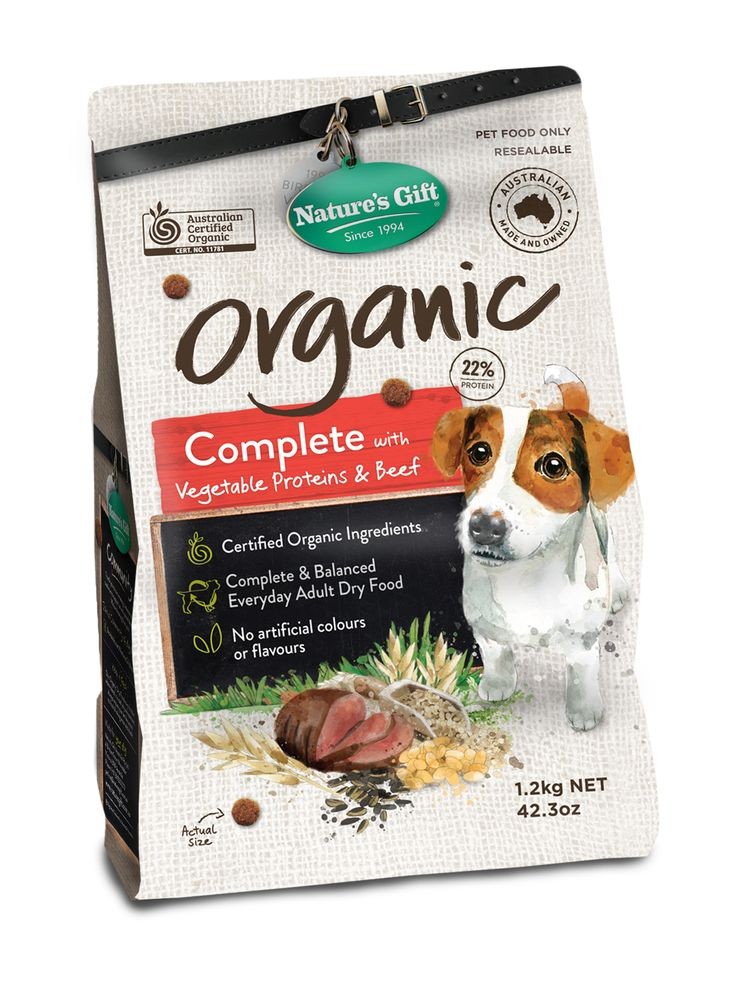 PET FOOD ONLY
RESEALABLE
Nature's Gift®
Since 1994
Australian
Certified
Organic
CERT. NO. 11781
AUSTRALIAN
MADE AND OWNED
Organic
22%
PROTEIN
Complete with
Vegetable Proteins & Beef
Certified Organic Ingredients
Complete & Balanced
Everyday Adult Dry Food
No artificial colours
or flavours
1.2kg NET
42.3oz
Actual
Size
Nature's Gift